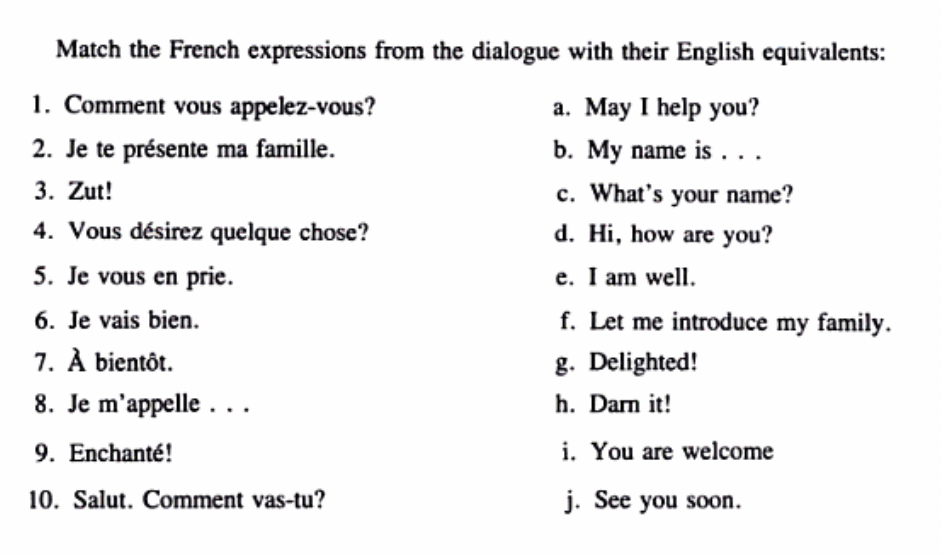 Match the French expressions from the dialogue with their English equivalents:
1. Comment vous appelez-vous? a. May I help you?
2. Je te présente ma famille. b. My name is . . .
3. Zut! c. What's your name?
4. Vous désirez quelque chose? d. Hi, how are you?
5. Je vous en prie. e. I am well.
6. Je vais bien. f. Let me introduce my family.
7. À bientôt. g. Delighted!
8. Je m'appelle . . . h. Darn it!
9. Enchanté! i. You are welcome
10. Salut. Comment vas-tu? j. See you soon.